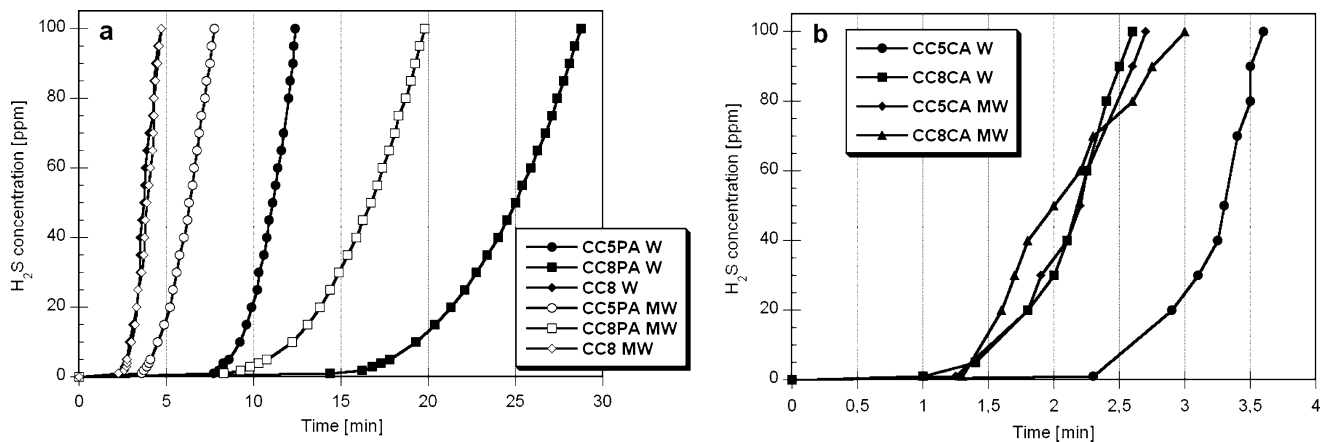 a
100
80
60
40
20
0
H2S concentration [ppm]
0 5 10 15 20 25 30
Time [min]
CC5PA W
CC8PA W
CC8 W
CC5PA MW
CC8PA MW
CC8 MW
b
100
80
60
40
20
0
H2S concentration [ppm]
0 0,5 1 1,5 2 2,5 3 3,5 4
Time [min]
CC5CA W
CC8CA W
CC5CA MW
CC8CA MW